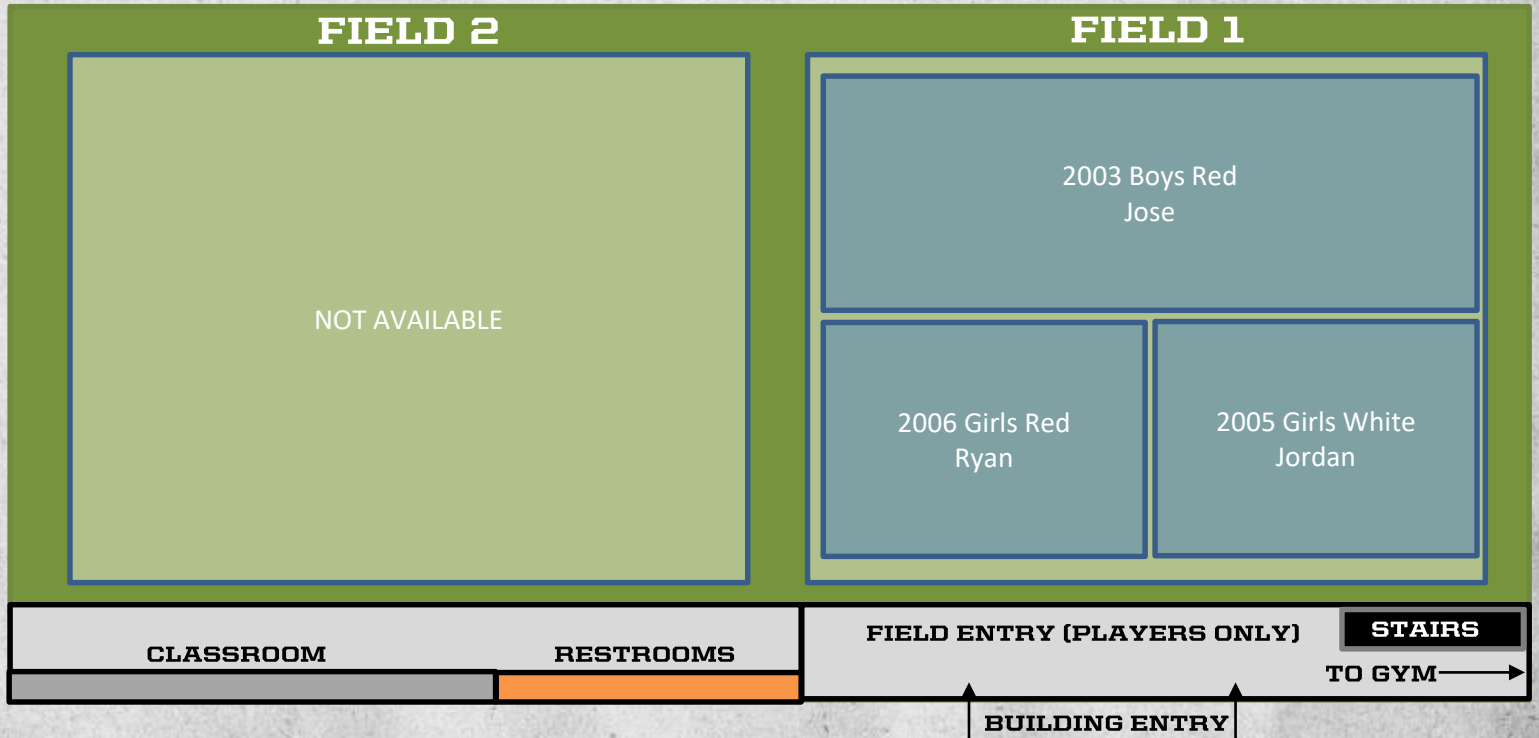 FIELD 2
NOT AVAILABLE
FIELD 1
2003 Boys Red
Jose
2006 Girls Red
Ryan
2005 Girls White
Jordan
CLASSROOM
RESTROOMS
FIELD ENTRY (PLAYERS ONLY)
STAIRS
TO GYM
BUILDING ENTRY